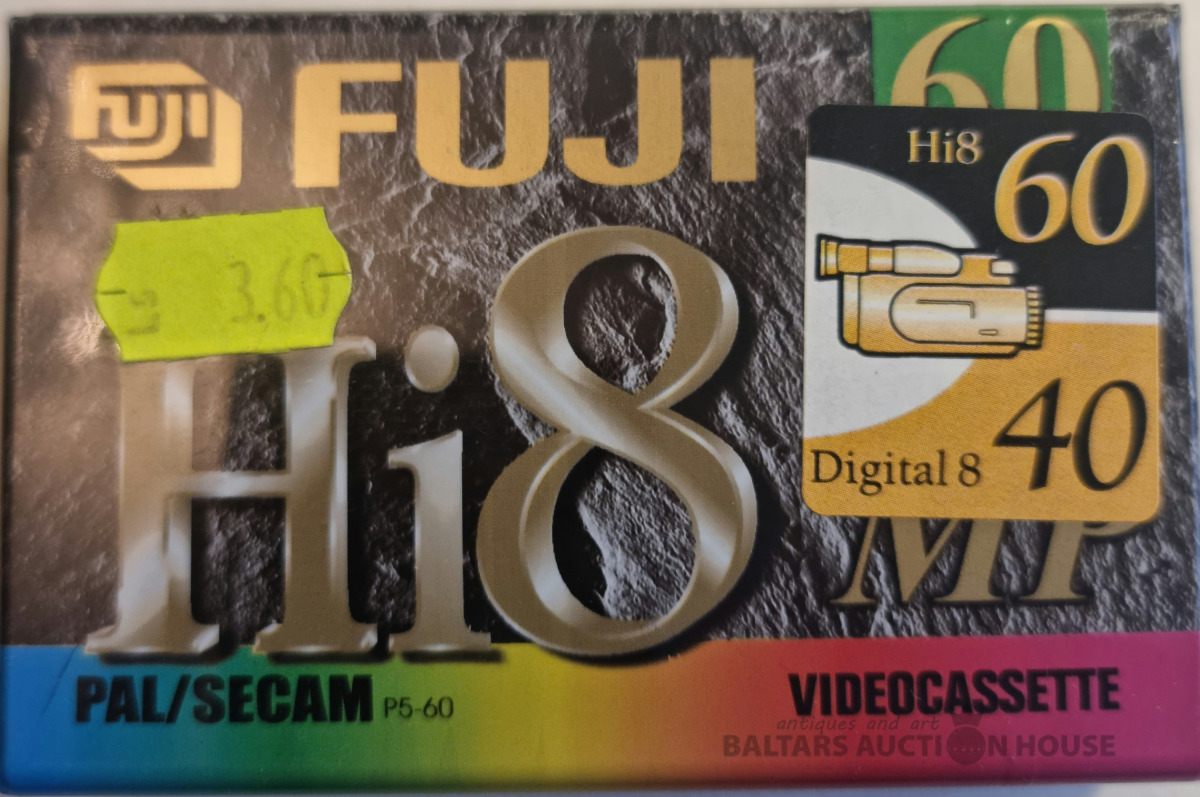 FUJI FUJI
60
Hi8 60
3.60
Hi8
Digital 8 40
MP
PAL/SECAM P5-60
VIDEOCASSETTE
antiques and art
BALTARS AUCTION HOUSE